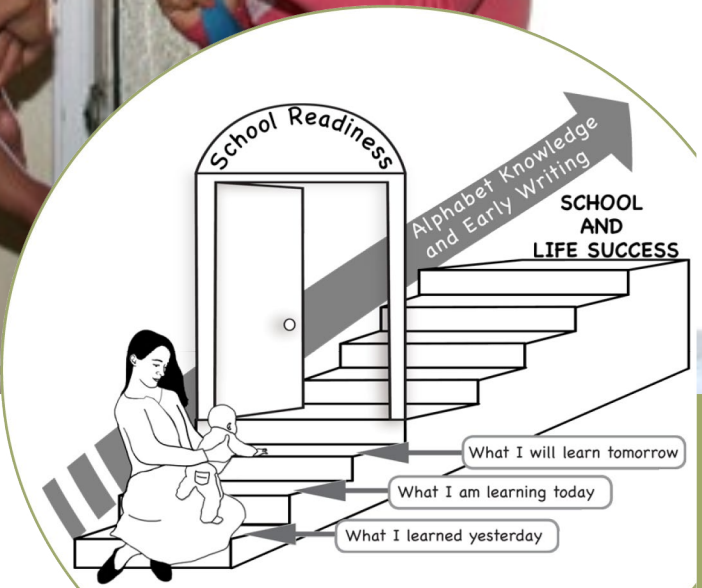 School Readiness
Alphabet Knowledge
and Early Writing
SCHOOL
AND
LIFE SUCCESS
What I will learn tomorrow
What I am learning today
What I learned yesterday